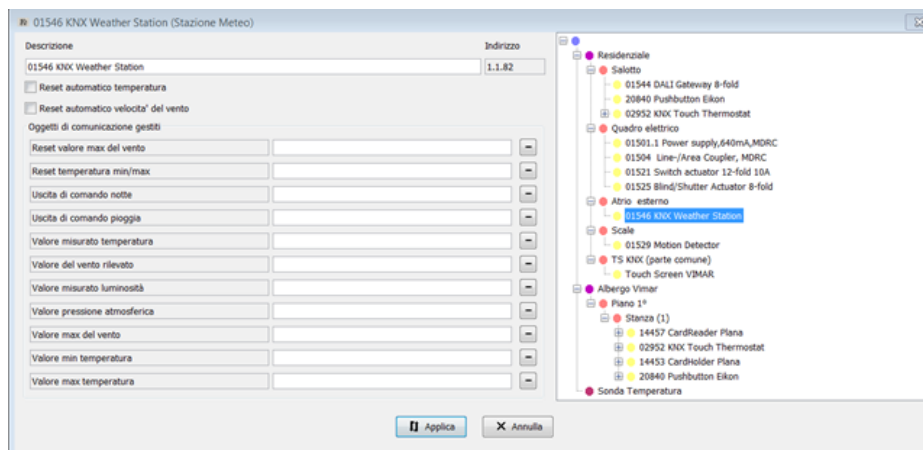 01546 KNX Weather Station (Stazione Meteo)
Descrizione
Indirizzo
01546 KNX Weather Station
1.1.82
Reset automatico temperatura
Reset automatico velocita' del vento
Oggetti di comunicazione gestiti
Reset valore max del vento
Reset temperatura min/max
Uscita di comando notte
Uscita di comando pioggia
Valore misurato temperatura
Valore del vento rilevato
Valore misurato luminosità
Valore pressione atmosferica
Valore max del vento
Valore min temperatura
Valore max temperatura
Residenziale
Salotto
01544 DALI Gateway 8-fold
20840 Pushbutton Eikon
02952 KNX Touch Thermostat
Quadro elettrico
01501.1 Power supply,640mA,MDRC
01504 Line-/Area Coupler, MDRC
01521 Switch actuator 12-fold 10A
01525 Blind/Shutter Actuator 8-fold
Atrio esterno
01546 KNX Weather Station
Scale
01529 Motion Detector
TS KNX (parte comune)
Touch Screen VIMAR
Albergo Vimar
Piano 1°
Stanza (1)
14457 CardReader Plana
02952 KNX Touch Thermostat
14453 CardHolder Plana
20840 Pushbutton Eikon
Sonda Temperatura
Applica
Annulla